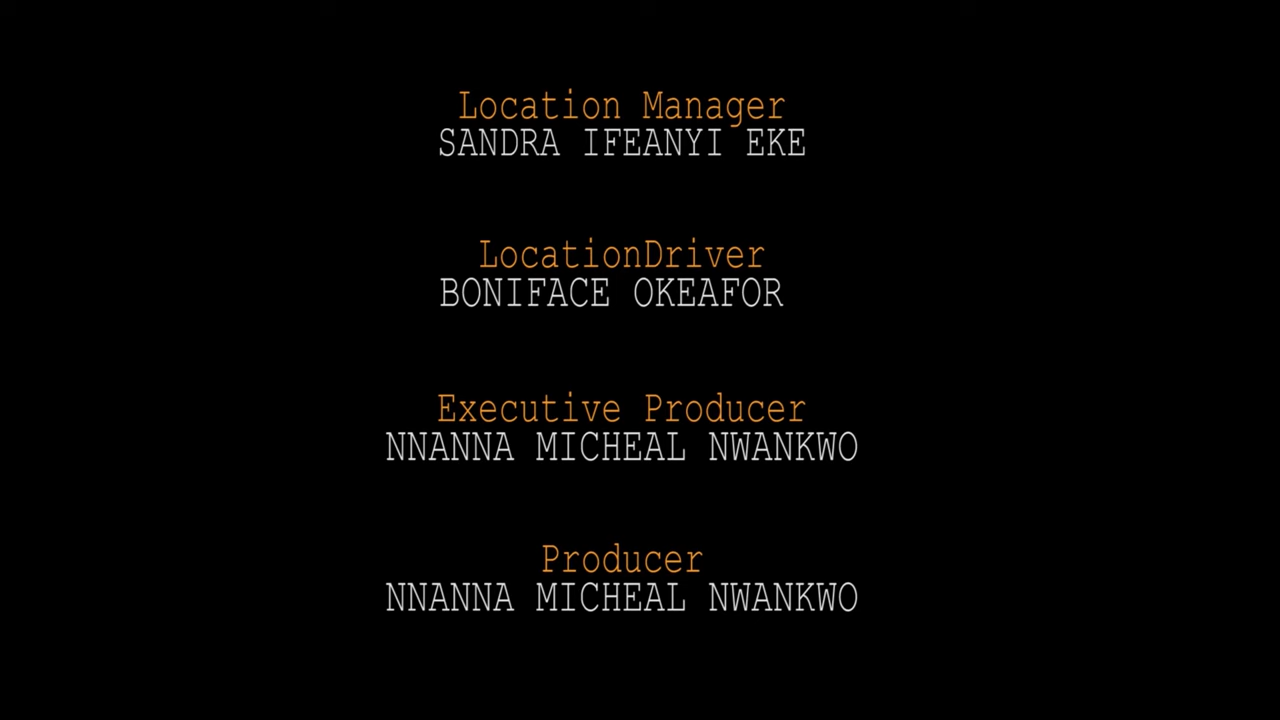 Location Manager
SANDRA IFEANYI EKE
LocationDriver
BONIFACE OKEAFOR
Executive Producer
NNANNA MICHEAL NWANKWO
Producer
NNANNA MICHEAL NWANKWO